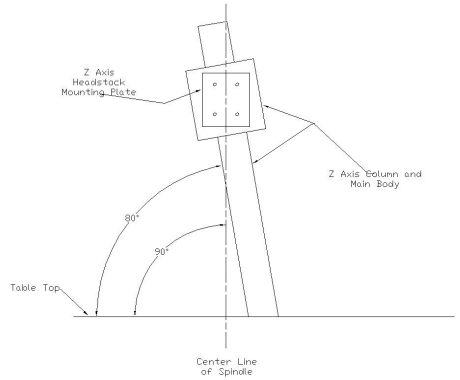 Z Axis
Headstock
Mounting Plate
Z Axis Column and
Main Body
80°
90°
Table Top
Center Line
of Spindle